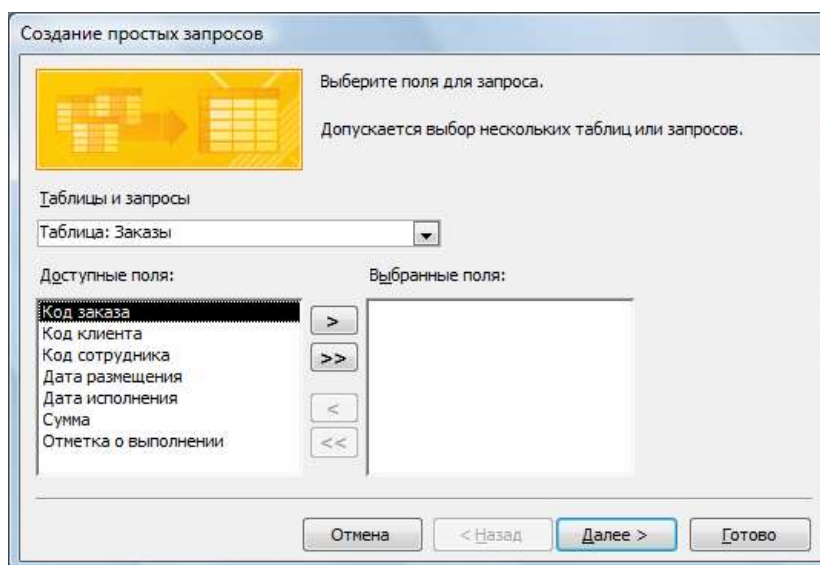 Создание простых запросов
Выберите поля для запроса.
Допускается выбор нескольких таблиц или запросов.
Таблицы и запросы
Таблица: Заказы
Доступные поля:
Выбранные поля:
Код заказа
Код клиента
Код сотрудника
Дата размещения
Дата исполнения
Сумма
Отметка о выполнении
>
>>
<
<<
Отмена
< Назад
Далее >
Готово